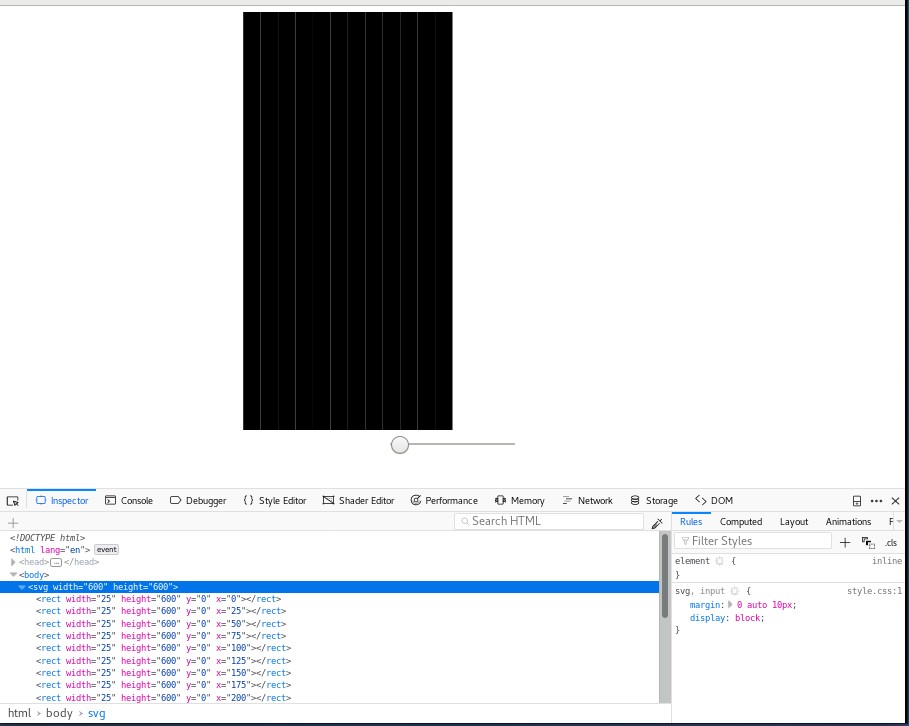 Inspector Console Debugger Style Editor Shader Editor Performance Memory Network Storage DOM
+ Search HTML
Rules Computed Layout Animations F
Filter Styles + .cls
<!DOCTYPE html>
<html lang="en"> event
<head>…</head>
<body>
<svg width="600" height="600">
<rect width="25" height="600" y="0" x="0"></rect>
<rect width="25" height="600" y="0" x="25"></rect>
<rect width="25" height="600" y="0" x="50"></rect>
<rect width="25" height="600" y="0" x="75"></rect>
<rect width="25" height="600" y="0" x="100"></rect>
<rect width="25" height="600" y="0" x="125"></rect>
<rect width="25" height="600" y="0" x="150"></rect>
<rect width="25" height="600" y="0" x="175"></rect>
<rect width="25" height="600" y="0" x="200"></rect>
html > body > svg
element { inline
}
svg, input { style.css:1
margin: 0 auto 10px;
display: block;
}